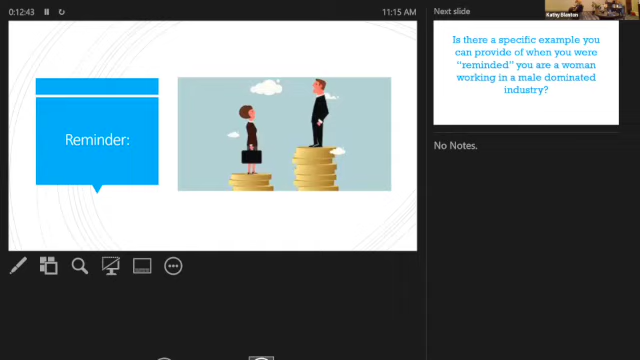 0:12:43
11:15 AM
Next slide
Kathy Blanton
Reminder:
Is there a specific example you
can provide of when you were
“reminded” you are a woman
working in a male dominated
industry?
No Notes.